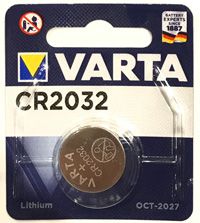 BATTERY
EXPERTS
SINCE
1887
VARTA
CR2032
VARTA
+
CR2032
Lithium
OCT-2027